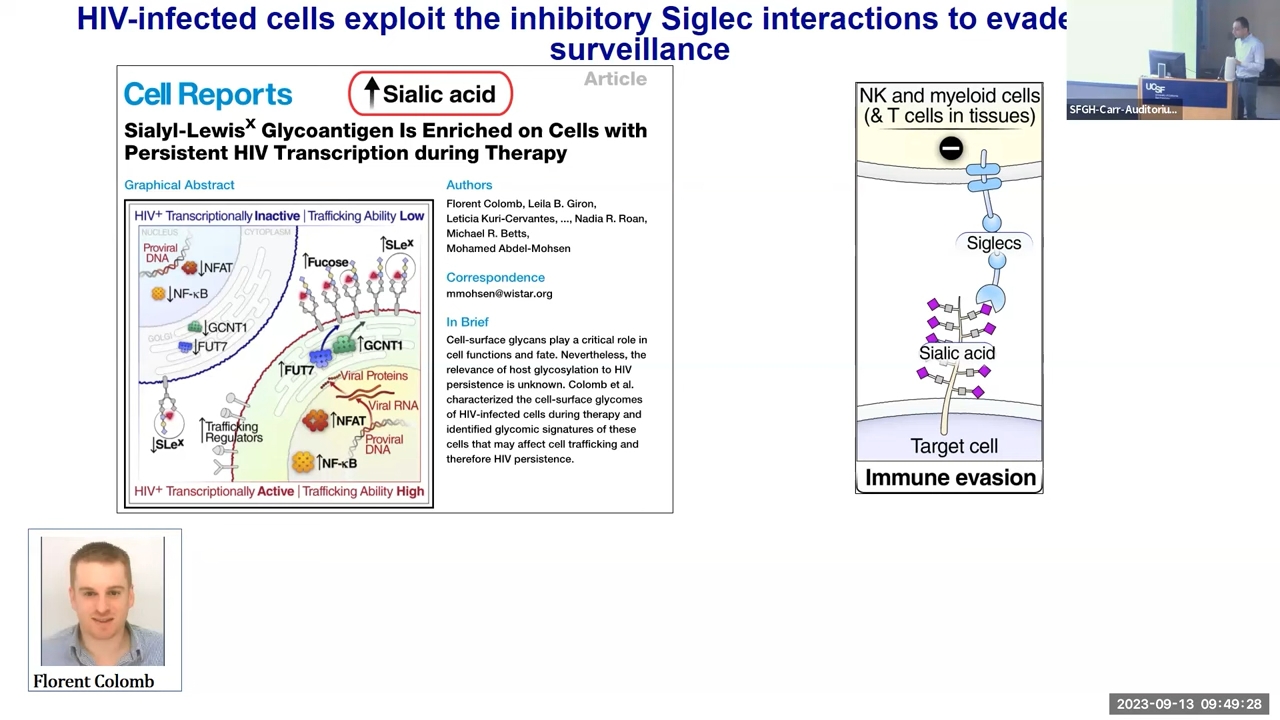 HIV-infected cells exploit the inhibitory Siglec interactions to evade
surveillance
Cell Reports
Sialic acid
Article
Sialyl-Lewisx Glycoantigen Is Enriched on Cells with
Persistent HIV Transcription during Therapy
Graphical Abstract
HIV+ Transcriptionally Inactive | Trafficking Ability Low
NUCLEUS
CYTOPLASM
Proviral
DNA
↓NFAT
↓NF-κB
↓GCNT1
GOLGI
↓FUT7
↓SLex
↑Fucose
↑SLex
↑GCNT1
↑FUT7
Viral Proteins
Viral RNA
↑NFAT
Proviral
DNA
↑NF-κB
↑Trafficking
Regulators
HIV+ Transcriptionally Active | Trafficking Ability High
Authors
Florent Colomb, Leila B. Giron,
Leticia Kuri-Cervantes, ..., Nadia R. Roan,
Michael R. Betts,
Mohamed Abdel-Mohsen
Correspondence
mmohsen@wistar.org
In Brief
Cell-surface glycans play a critical role in
cell functions and fate. Nevertheless, the
relevance of host glycosylation to HIV
persistence is unknown. Colomb et al.
characterized the cell-surface glycomes
of HIV-infected cells during therapy and
identified glycomic signatures of these
cells that may affect cell trafficking and
therefore HIV persistence.
NK and myeloid cells
(& T cells in tissues)
Siglecs
Sialic acid
Target cell
Immune evasion
UCSF
SFGH-Carr-Auditoriu...
Florent Colomb
2023-09-13 09:49:28